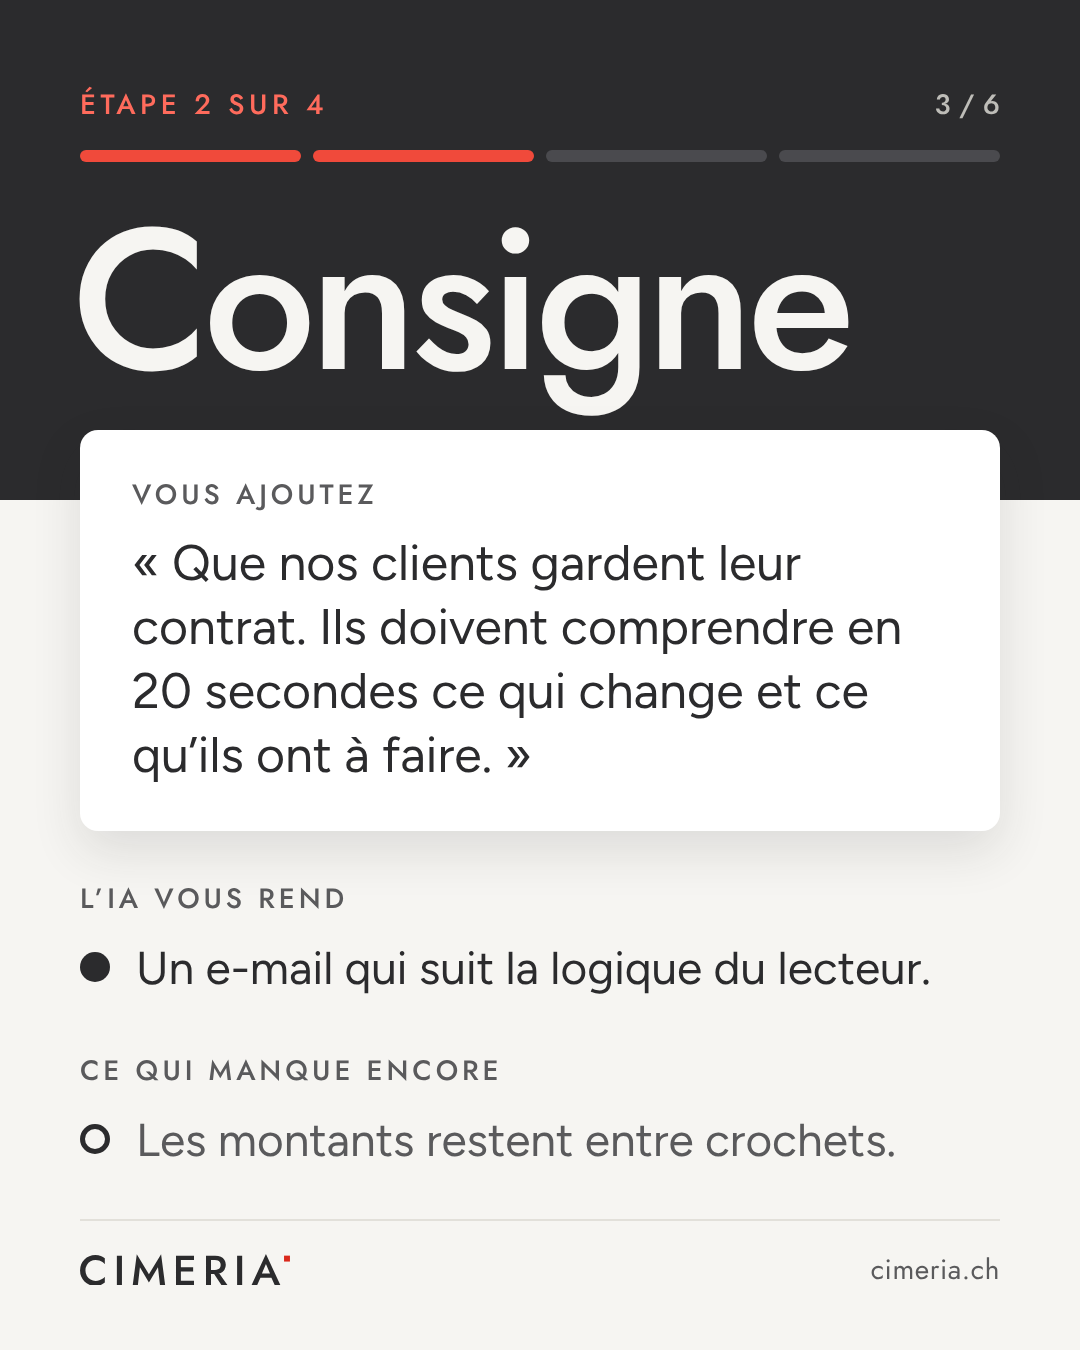 ÉTAPE 2 SUR 4
3 / 6
Consigne
VOUS AJOUTEZ
« Que nos clients gardent leur
contrat. Ils doivent comprendre en
20 secondes ce qui change et ce
qu’ils ont à faire. »
L’IA VOUS REND
Un e-mail qui suit la logique du lecteur.
CE QUI MANQUE ENCORE
Les montants restent entre crochets.
CIMERIA
cimeria.ch